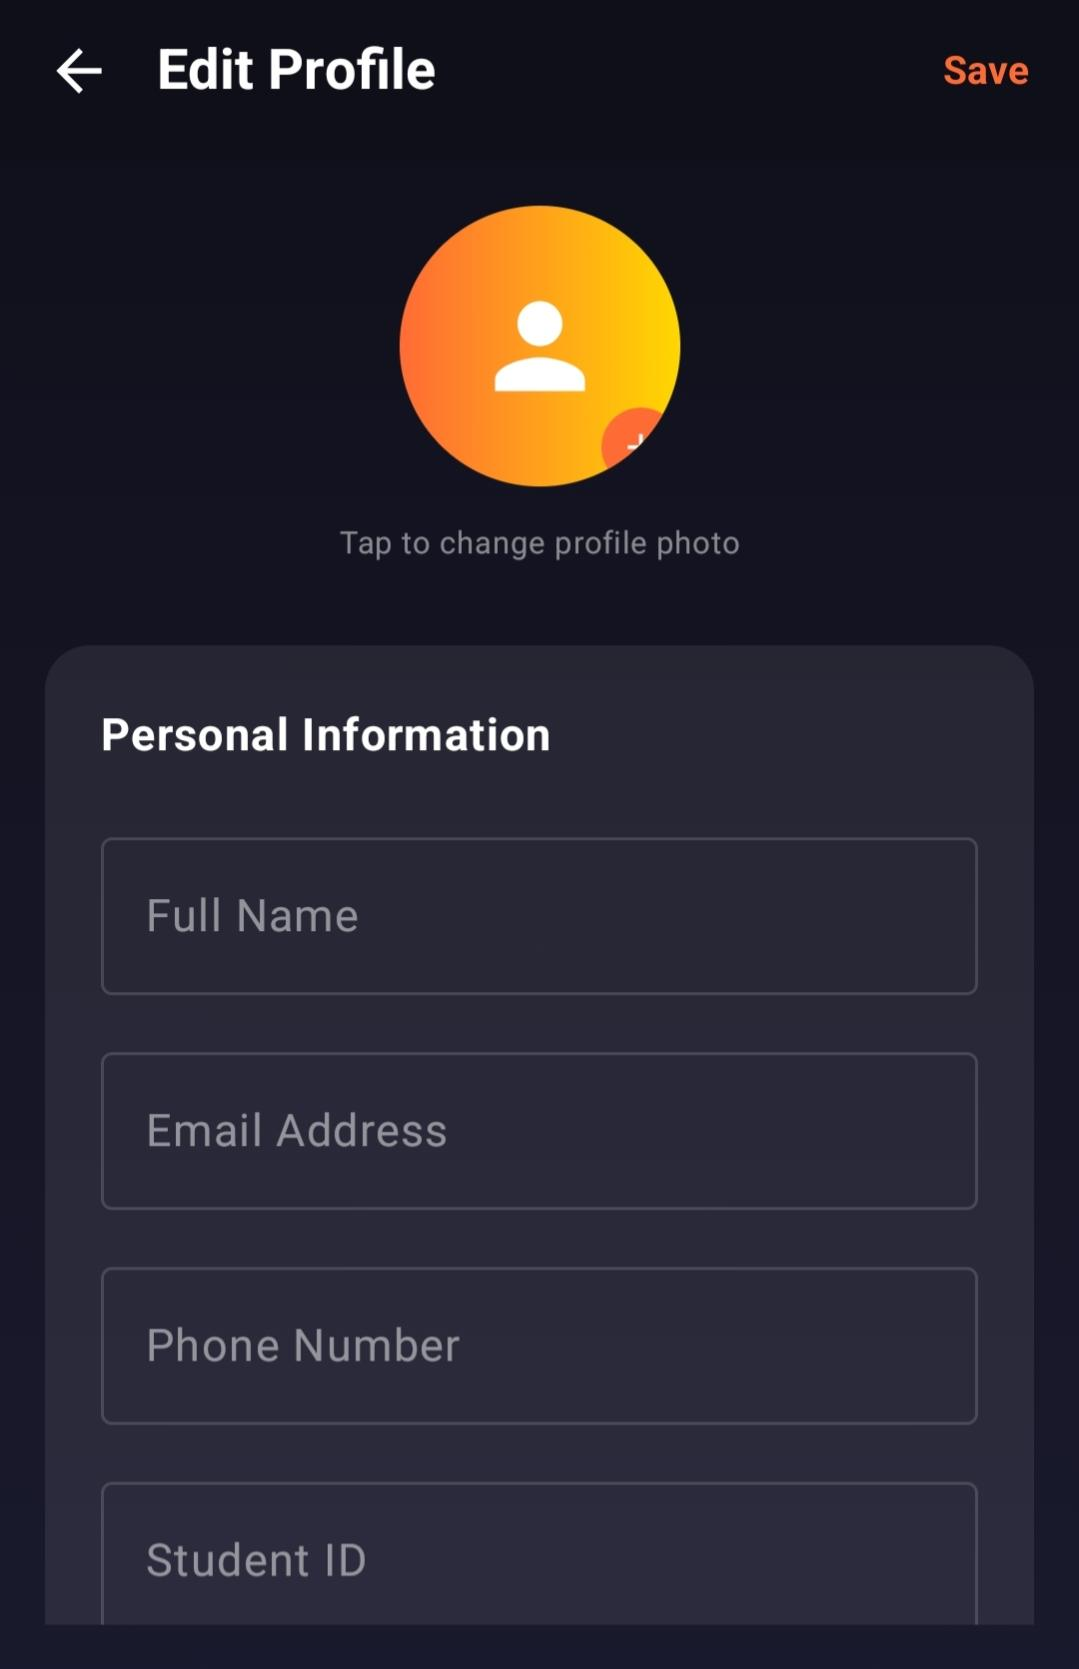 Edit Profile
Save
Tap to change profile photo
Personal Information
Full Name
Email Address
Phone Number
Student ID